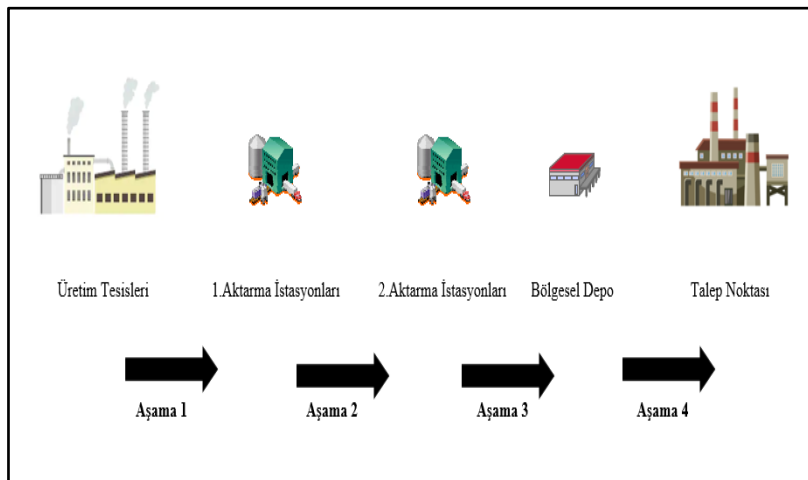 Üretim Tesisleri
1.Aktarma İstasyonları
2.Aktarma İstasyonları
Bölgesel Depo
Talep Noktası
Aşama 1
Aşama 2
Aşama 3
Aşama 4